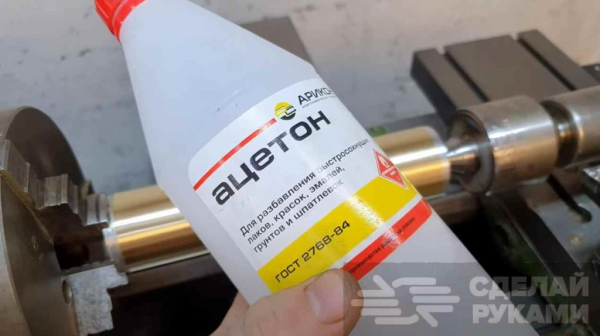 АРИКОН
ацетон
Для разбавления быстросохнущих
лаков, красок, эмалей,
грунтов и шпатлевок
ГОСТ 2768-84
СДЕЛАЙ
РУКАМИ